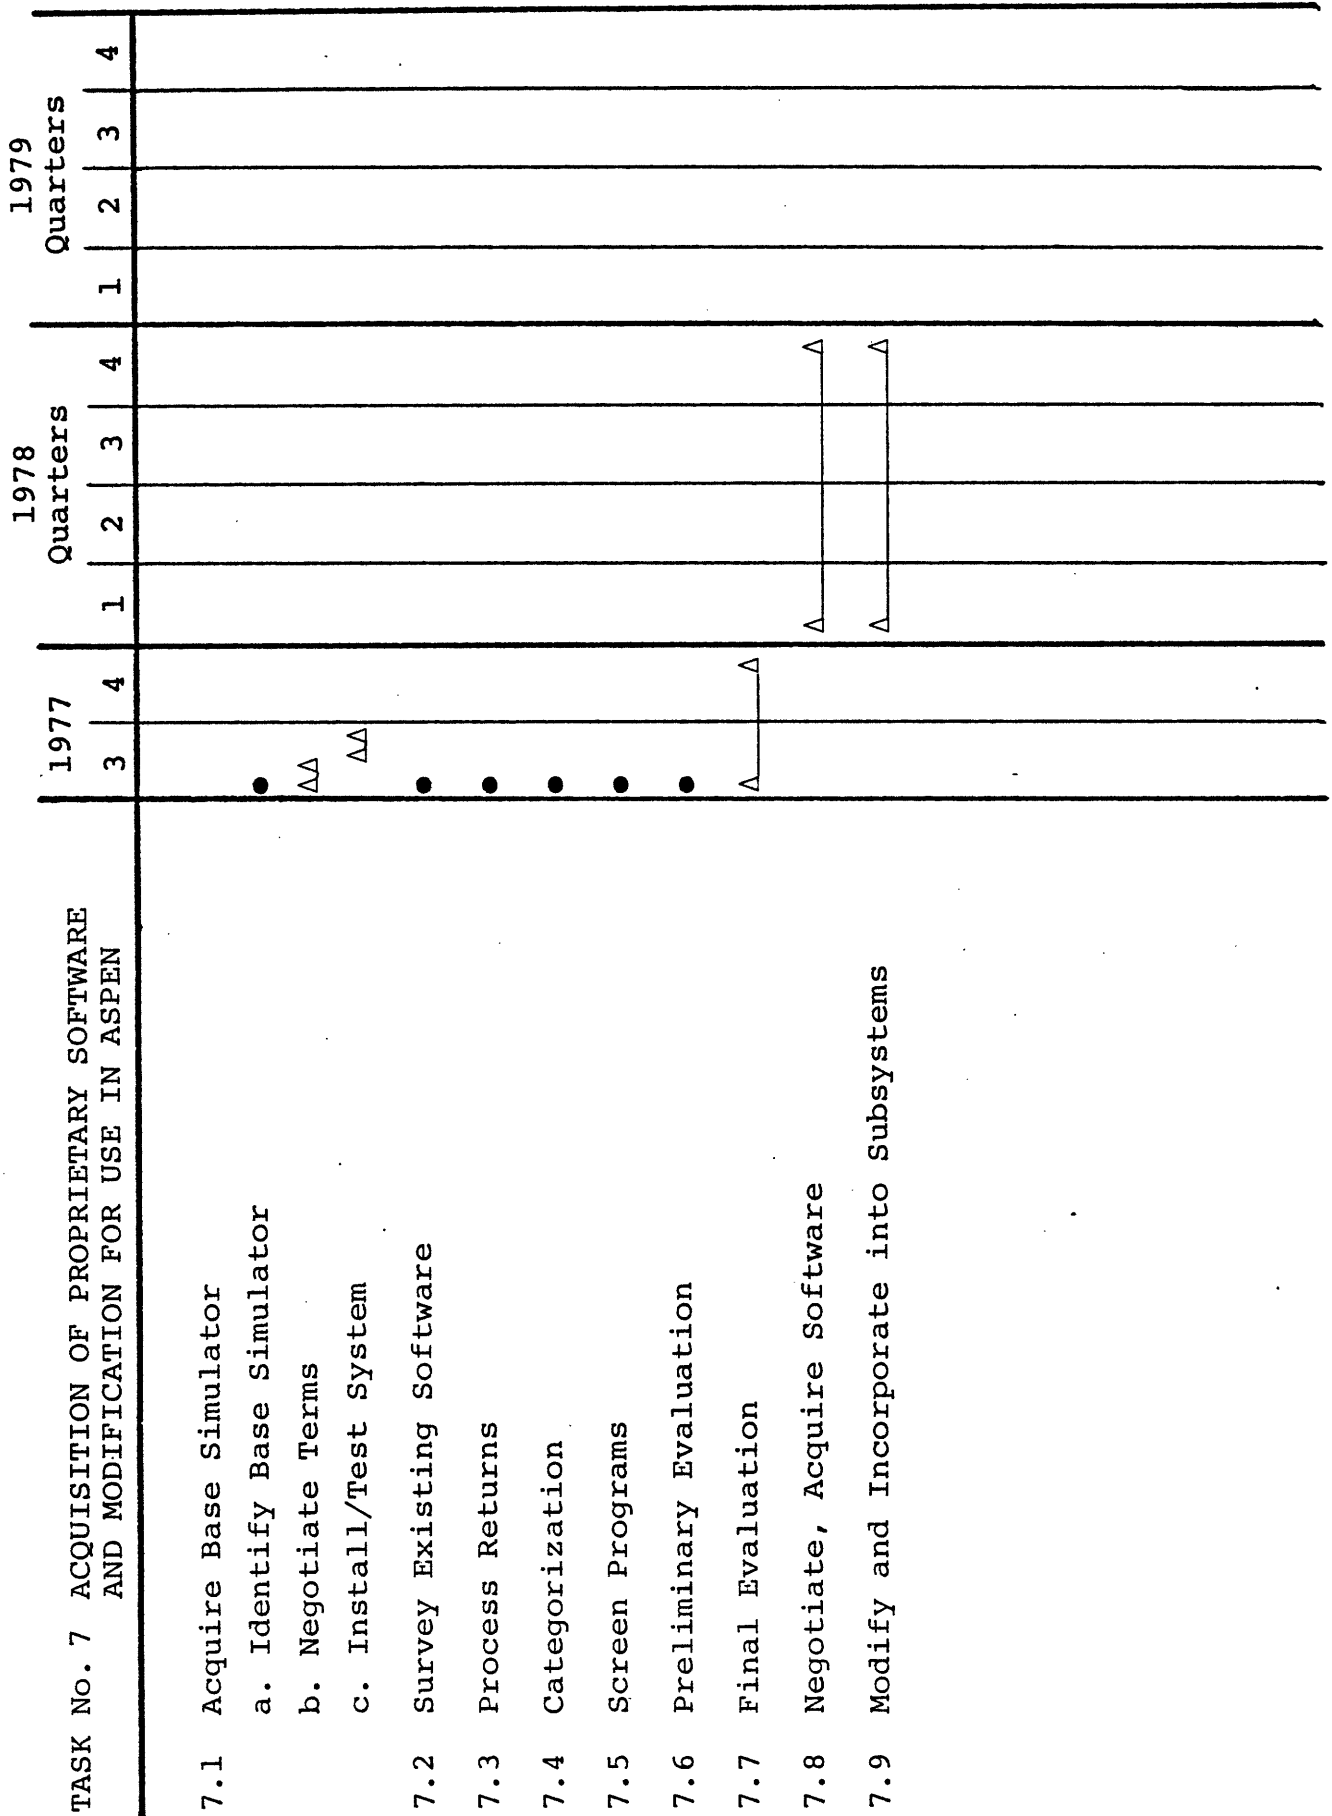 TASK No. 7 ACQUISITION OF PROPRIETARY SOFTWARE
AND MODIFICATION FOR USE IN ASPEN
1977
3 4
1978
Quarters
1 2 3 4
1979
Quarters
1 2 3 4
7.1 Acquire Base Simulator
a. Identify Base Simulator
b. Negotiate Terms
c. Install/Test System
7.2 Survey Existing Software
7.3 Process Returns
7.4 Categorization
7.5 Screen Programs
7.6 Preliminary Evaluation
7.7 Final Evaluation
7.8 Negotiate, Acquire Software
7.9 Modify and Incorporate into Subsystems